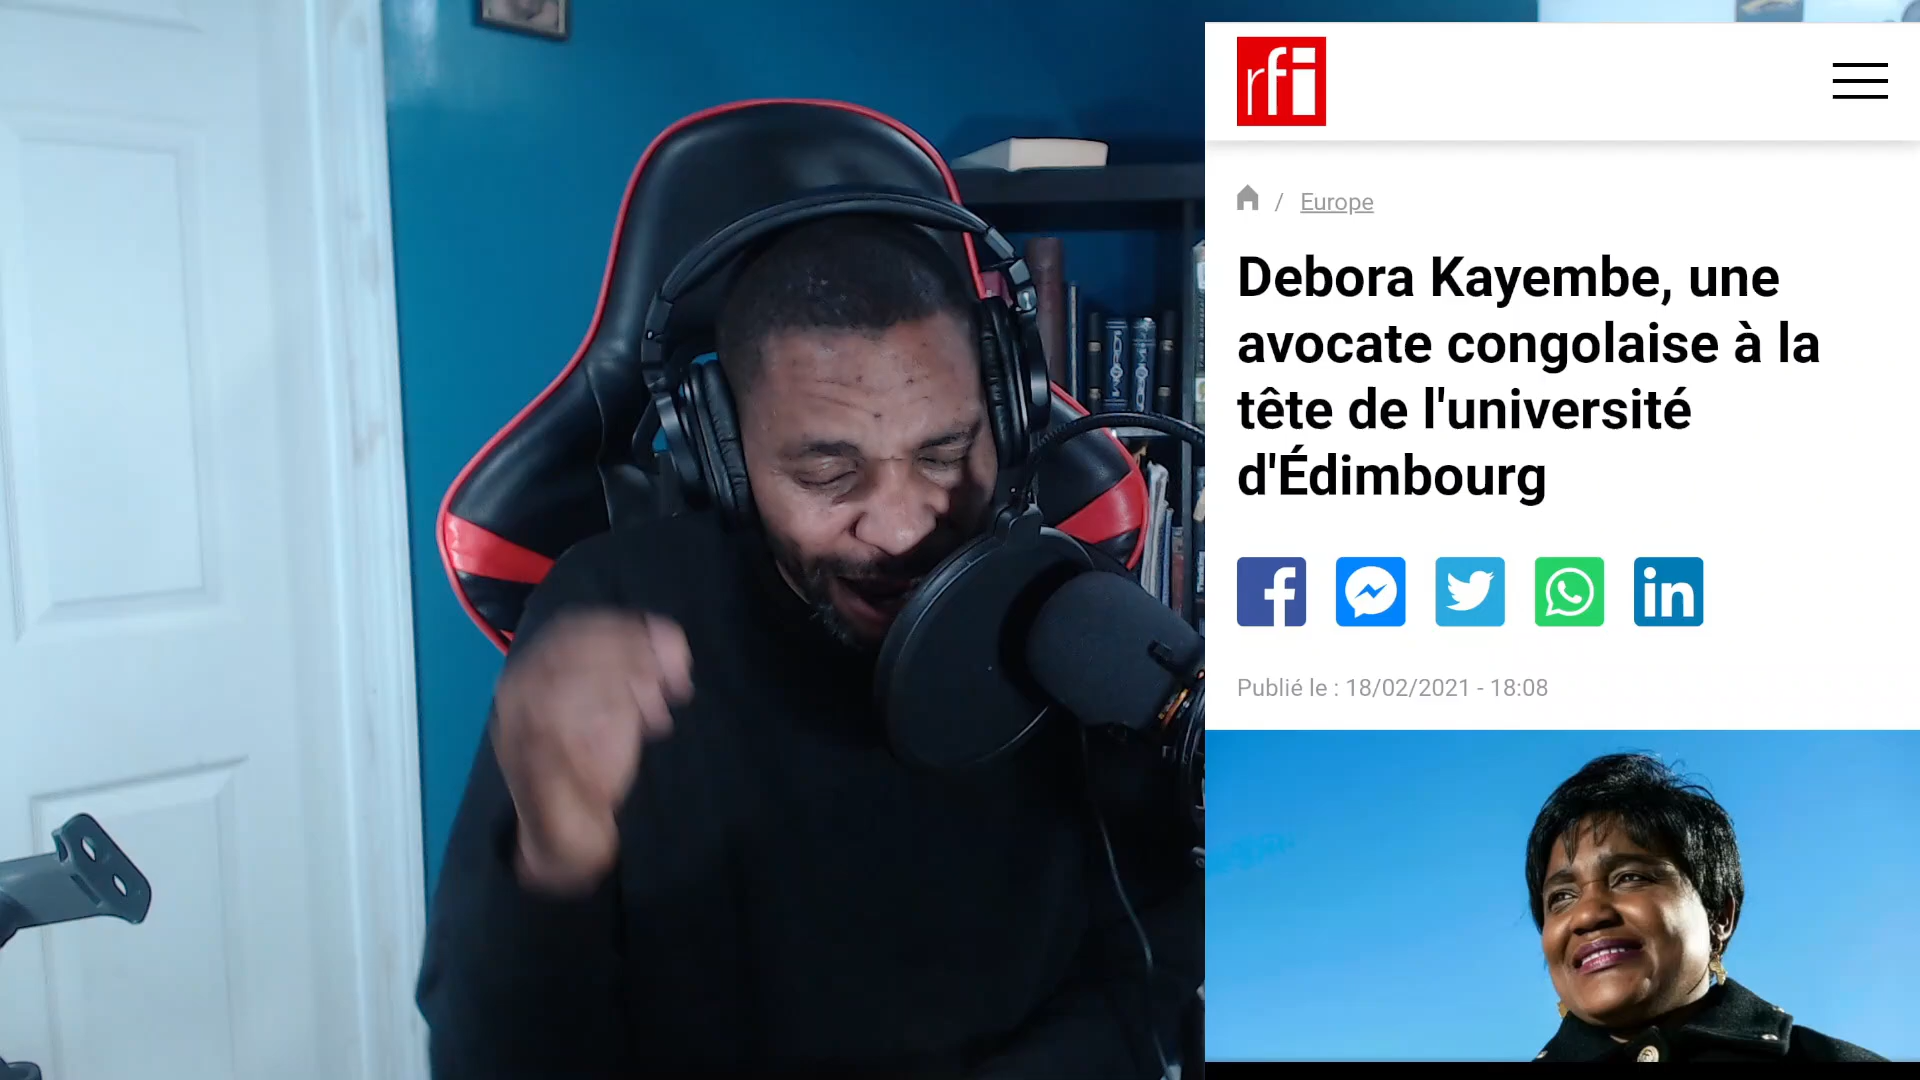 rfi
/ Europe
Debora Kayembe, une
avocate congolaise à la
tête de l'université
d'Édimbourg
in
Publié le : 18/02/2021 - 18:08